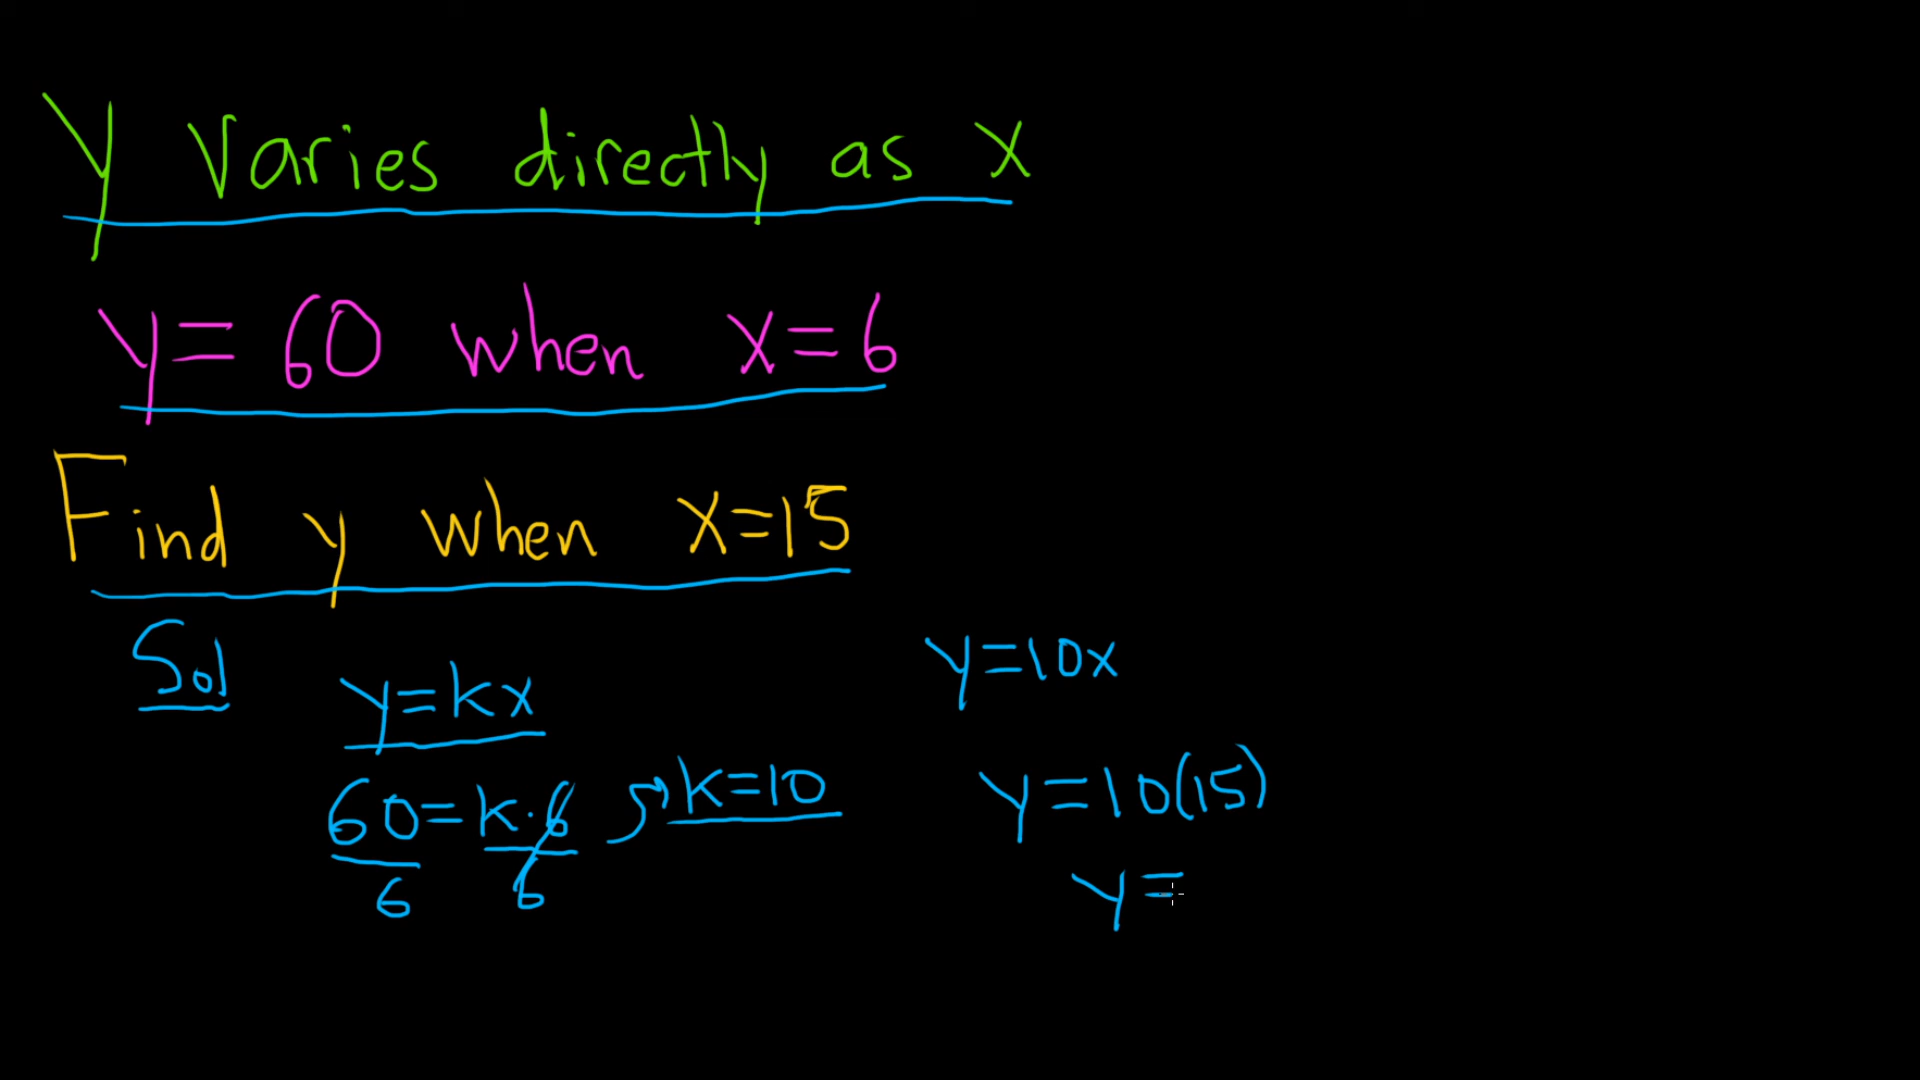 Y varies directly as x
y = 60 when x = 6
Find y when x = 15
Sol
y = kx
60 = k · 6
6 6
k = 10
y = 10x
y = 10(15)
y =